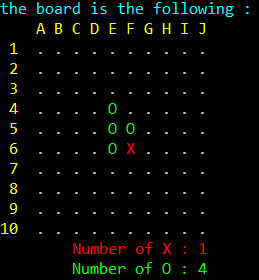 the board is the following :
A B C D E F G H I J
1 . . . . . . . . . .
2 . . . . . . . . . .
3 . . . . . . . . . .
4 . . . . O . . . . .
5 . . . . O O . . . .
6 . . . . O X . . . .
7 . . . . . . . . . .
8 . . . . . . . . . .
9 . . . . . . . . . .
10 . . . . . . . . . .
Number of X : 1
Number of O : 4